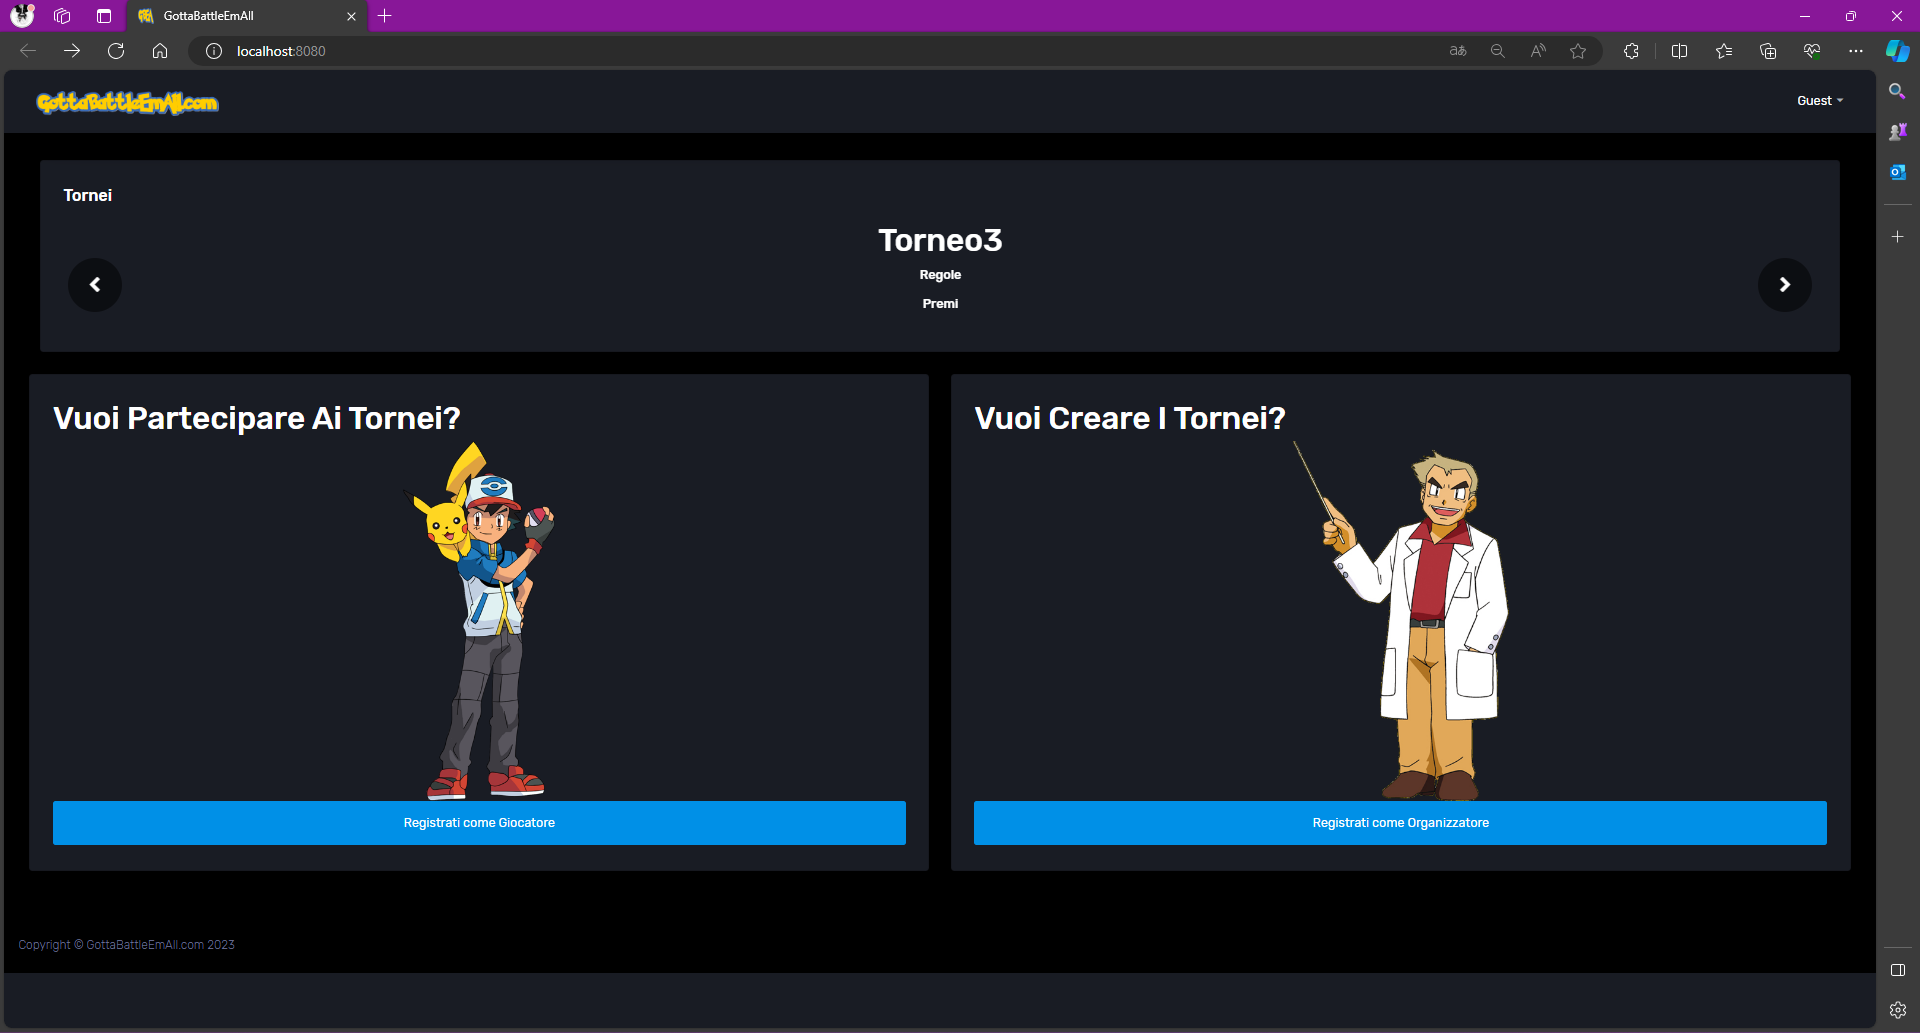 GottaBattleEmAll
localhost:8080
GottaBattleEmAll.com
Guest
Tornei
Torneo3
Regole
Premi
Vuoi Partecipare Ai Tornei?
Registrati come Giocatore
Vuoi Creare I Tornei?
Registrati come Organizzatore
Copyright © GottaBattleEmAll.com 2023